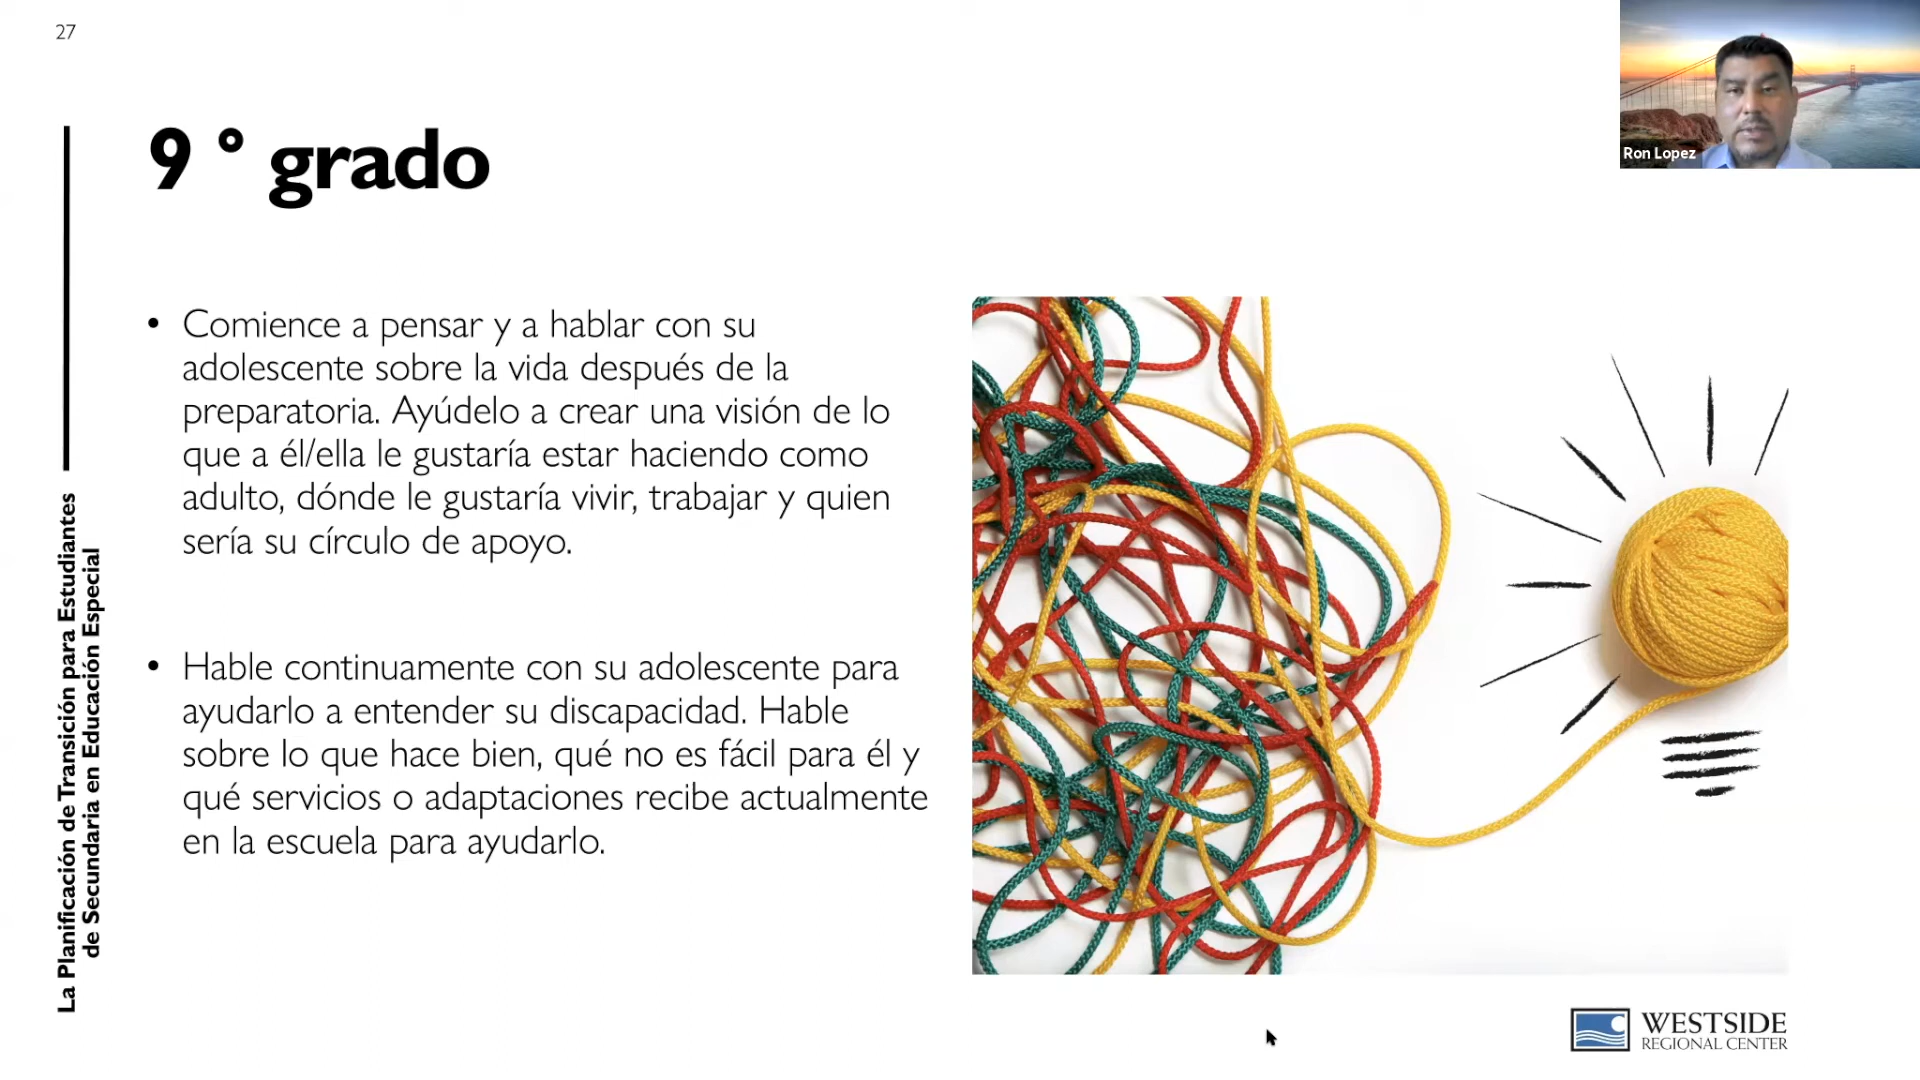 27
Ron Lopez
9 ° grado
• Comience a pensar y a hablar con su
adolescente sobre la vida después de la
preparatoria. Ayúdelo a crear una visión de lo
que a él/ella le gustaría estar haciendo como
adulto, dónde le gustaría vivir, trabajar y quien
sería su círculo de apoyo.
• Hable continuamente con su adolescente para
ayudarlo a entender su discapacidad. Hable
sobre lo que hace bien, qué no es fácil para él y
qué servicios o adaptaciones recibe actualmente
en la escuela para ayudarlo.
La Planificación de Transición para Estudiantes
de Secundaria en Educación Especial
WESTSIDE
REGIONAL CENTER